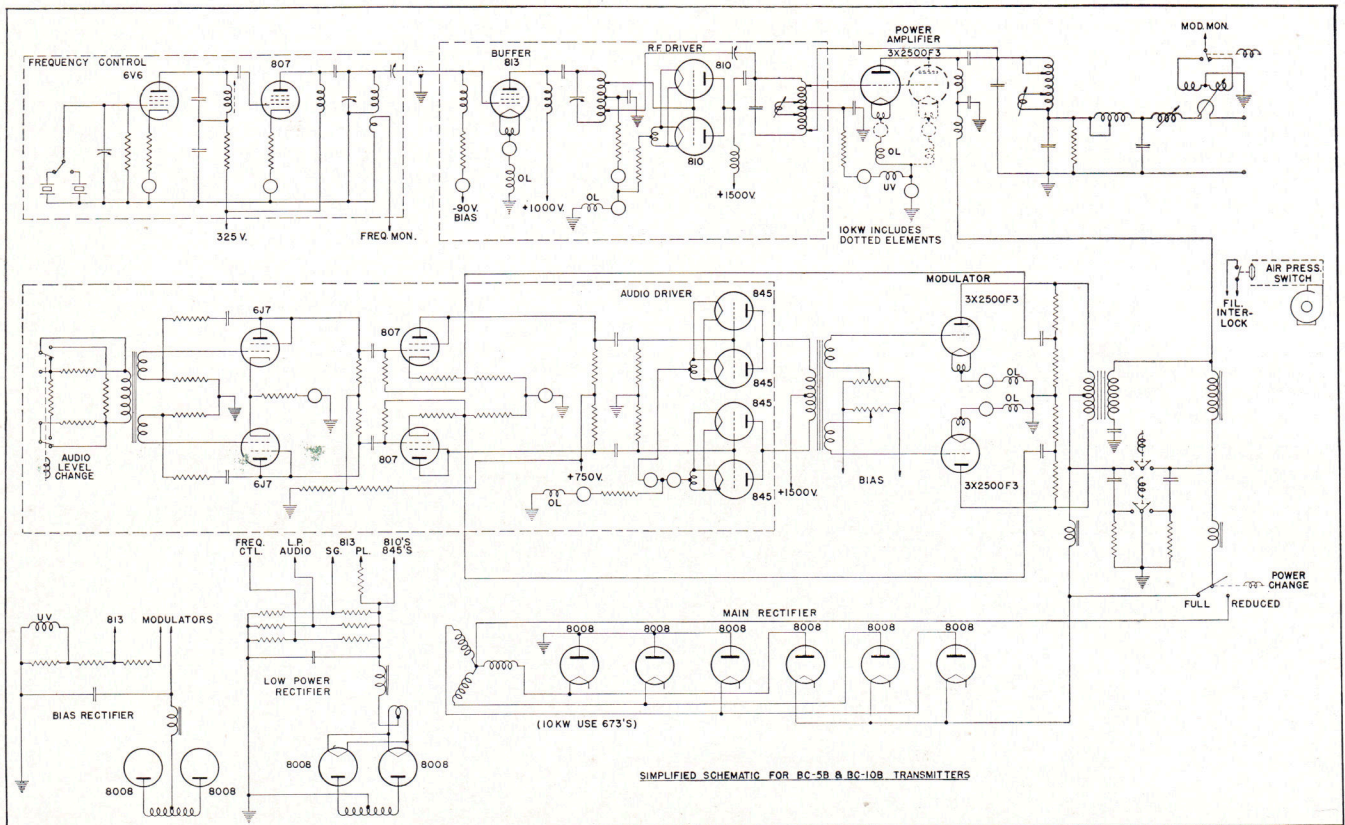 FREQUENCY CONTROL
6V6
807
325 V.
FREQ. MON.
BUFFER
813
R.F. DRIVER
810
810
OL
-90V.
BIAS
+1000V.
OL
+1500V.
POWER
AMPLIFIER
3X2500F3
OL
UV
10KW INCLUDES
DOTTED ELEMENTS
MOD. MON.
AIR PRESS.
SWITCH
FIL.
INTER-
LOCK
AUDIO DRIVER
6J7
6J7
807
807
AUDIO
LEVEL
CHANGE
845
845
845
845
+750V.
OL
+1500V.
BIAS
MODULATOR
3X2500F3
OL
OL
3X2500F3
POWER
CHANGE
FULL
REDUCED
UV
813
MODULATORS
BIAS RECTIFIER
8008
8008
FREQ.
CTL.
L.P.
AUDIO
813
SG.
PL.
810'S
845'S
LOW POWER
RECTIFIER
8008
8008
MAIN RECTIFIER
8008
8008
8008
8008
8008
8008
(10KW USE 673'S)
SIMPLIFIED SCHEMATIC FOR BC-5B & BC-10B TRANSMITTERS